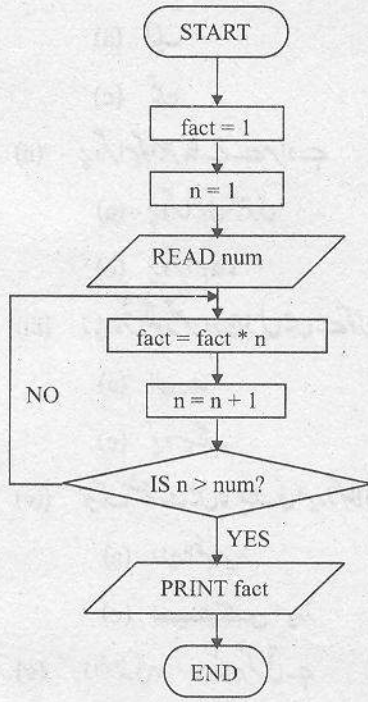 START
fact = 1
n = 1
READ num
fact = fact * n
NO
n = n + 1
IS n > num?
YES
PRINT fact
END